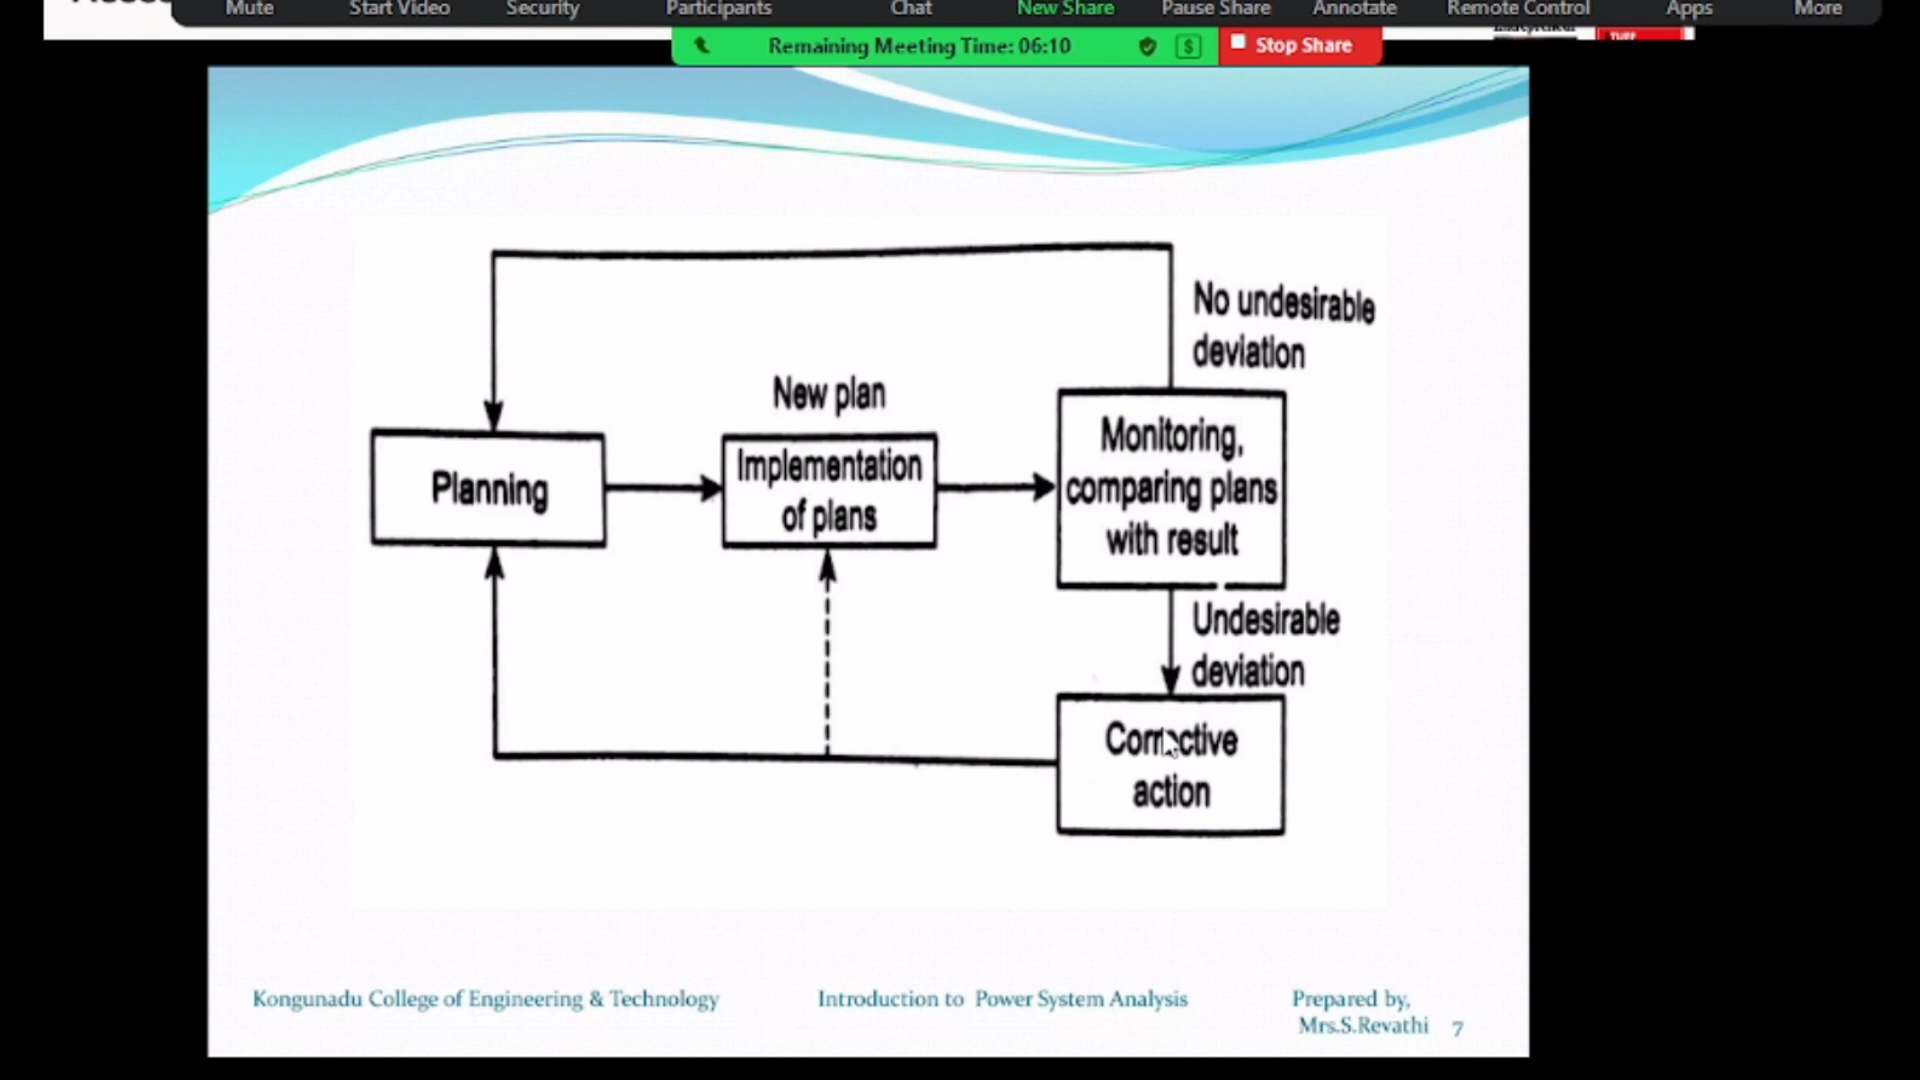 Mute Start Video Security Participants Chat New Share Pause Share Annotate Remote Control Apps More
Remaining Meeting Time: 06:10 Stop Share
TUFF
No undesirable
deviation
New plan
Planning
Implementation
of plans
Monitoring,
comparing plans
with result
Undesirable
deviation
Corrective
action
Kongunadu College of Engineering & Technology Introduction to Power System Analysis Prepared by,
Mrs.S.Revathi 7